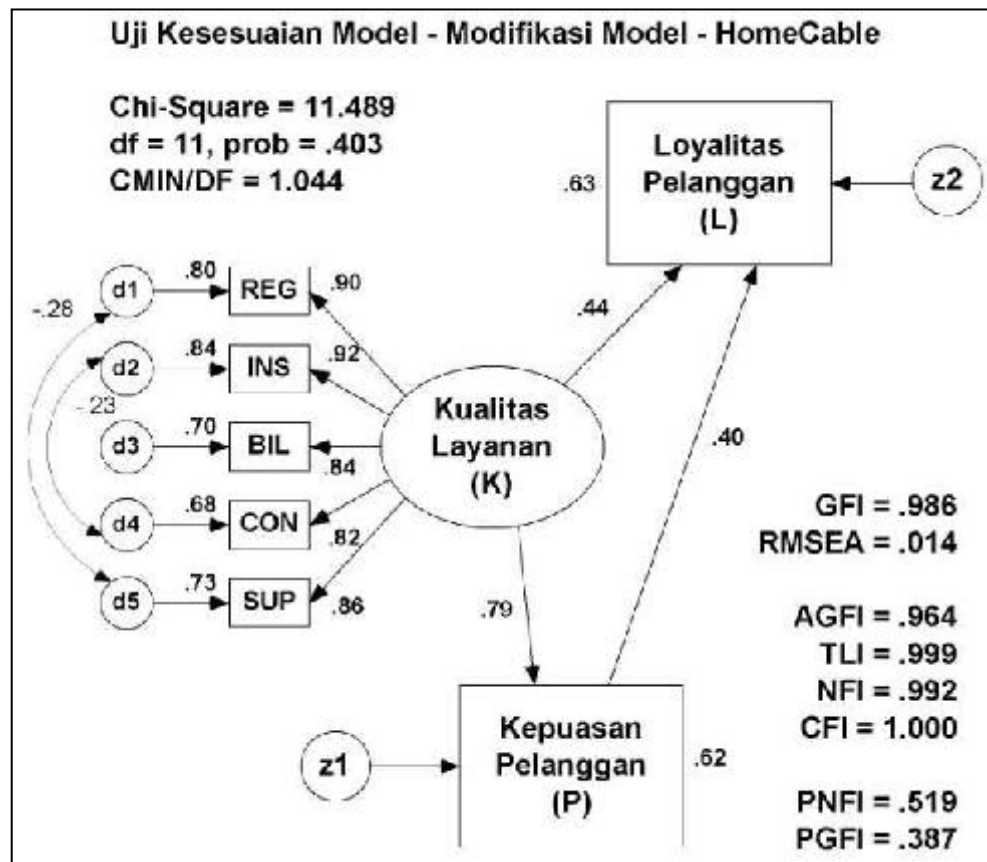 Uji Kesesuaian Model - Modifikasi Model - HomeCable
Chi-Square = 11.489
df = 11, prob = .403
CMIN/DF = 1.044
Loyalitas
Pelanggan
(L)
.63
z2
d1
.80
REG
.90
-.28
d2
.84
INS
.92
-.23
d3
.70
BIL
.84
d4
.68
CON
.82
d5
.73
SUP
.86
Kualitas
Layanan
(K)
.44
.40
.79
GFI = .986
RMSEA = .014
AGFI = .964
TLI = .999
NFI = .992
CFI = 1.000
PNFI = .519
PGFI = .387
z1
Kepuasan
Pelanggan
(P)
.62